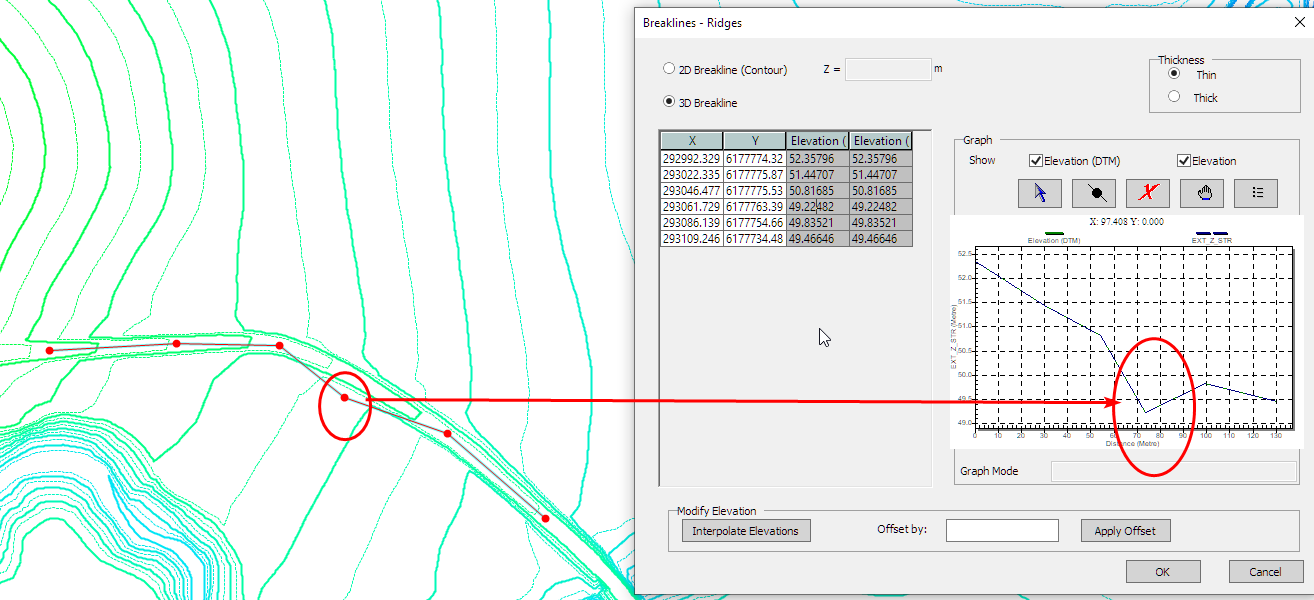 Breaklines - Ridges
2D Breakline (Contour) Z = m
3D Breakline
Thickness
Thin
Thick
X Y Elevation ( Elevation (
292992.329 6177774.32 52.35796 52.35796
293022.335 6177775.87 51.44707 51.44707
293046.477 6177775.53 50.81685 50.81685
293061.729 6177763.39 49.22482 49.22482
293086.139 6177754.66 49.83521 49.83521
293109.246 6177734.48 49.46646 49.46646
Graph
Show Elevation (DTM) Elevation
X: 97.408 Y: 0.000
Elevation (DTM) EXT_Z_STR
EXT_Z_STR (Metre)
52.5
52.0
51.5
51.0
50.5
50.0
49.5
49.0
0 10 20 30 40 50 60 70 80 90 100 110 120 130
Distance (Metre)
Graph Mode
Modify Elevation
Interpolate Elevations Offset by: Apply Offset
OK Cancel